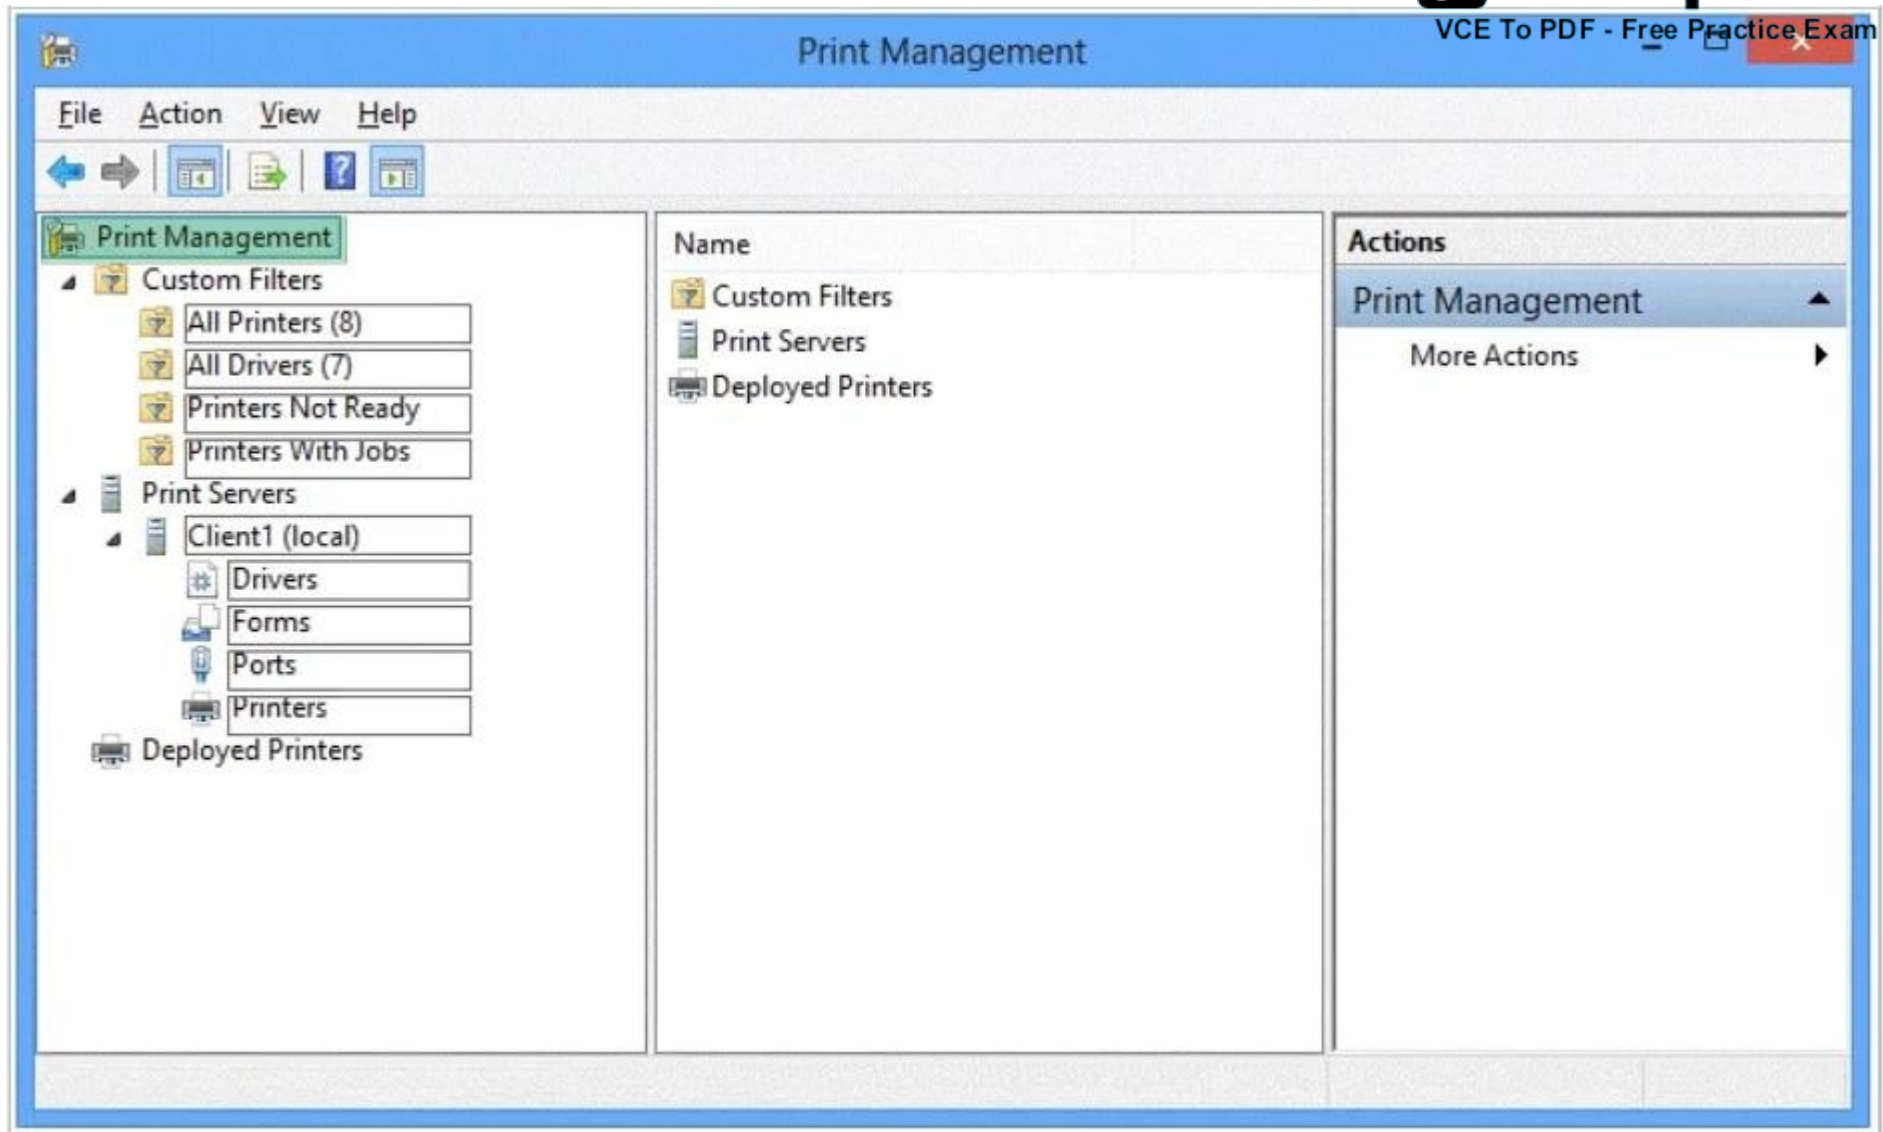 VCE To PDF - Free Practice Exam
Print Management
File Action View Help
Print Management
Custom Filters
All Printers (8)
All Drivers (7)
Printers Not Ready
Printers With Jobs
Print Servers
Client1 (local)
Drivers
Forms
Ports
Printers
Deployed Printers
Name
Custom Filters
Print Servers
Deployed Printers
Actions
Print Management
More Actions